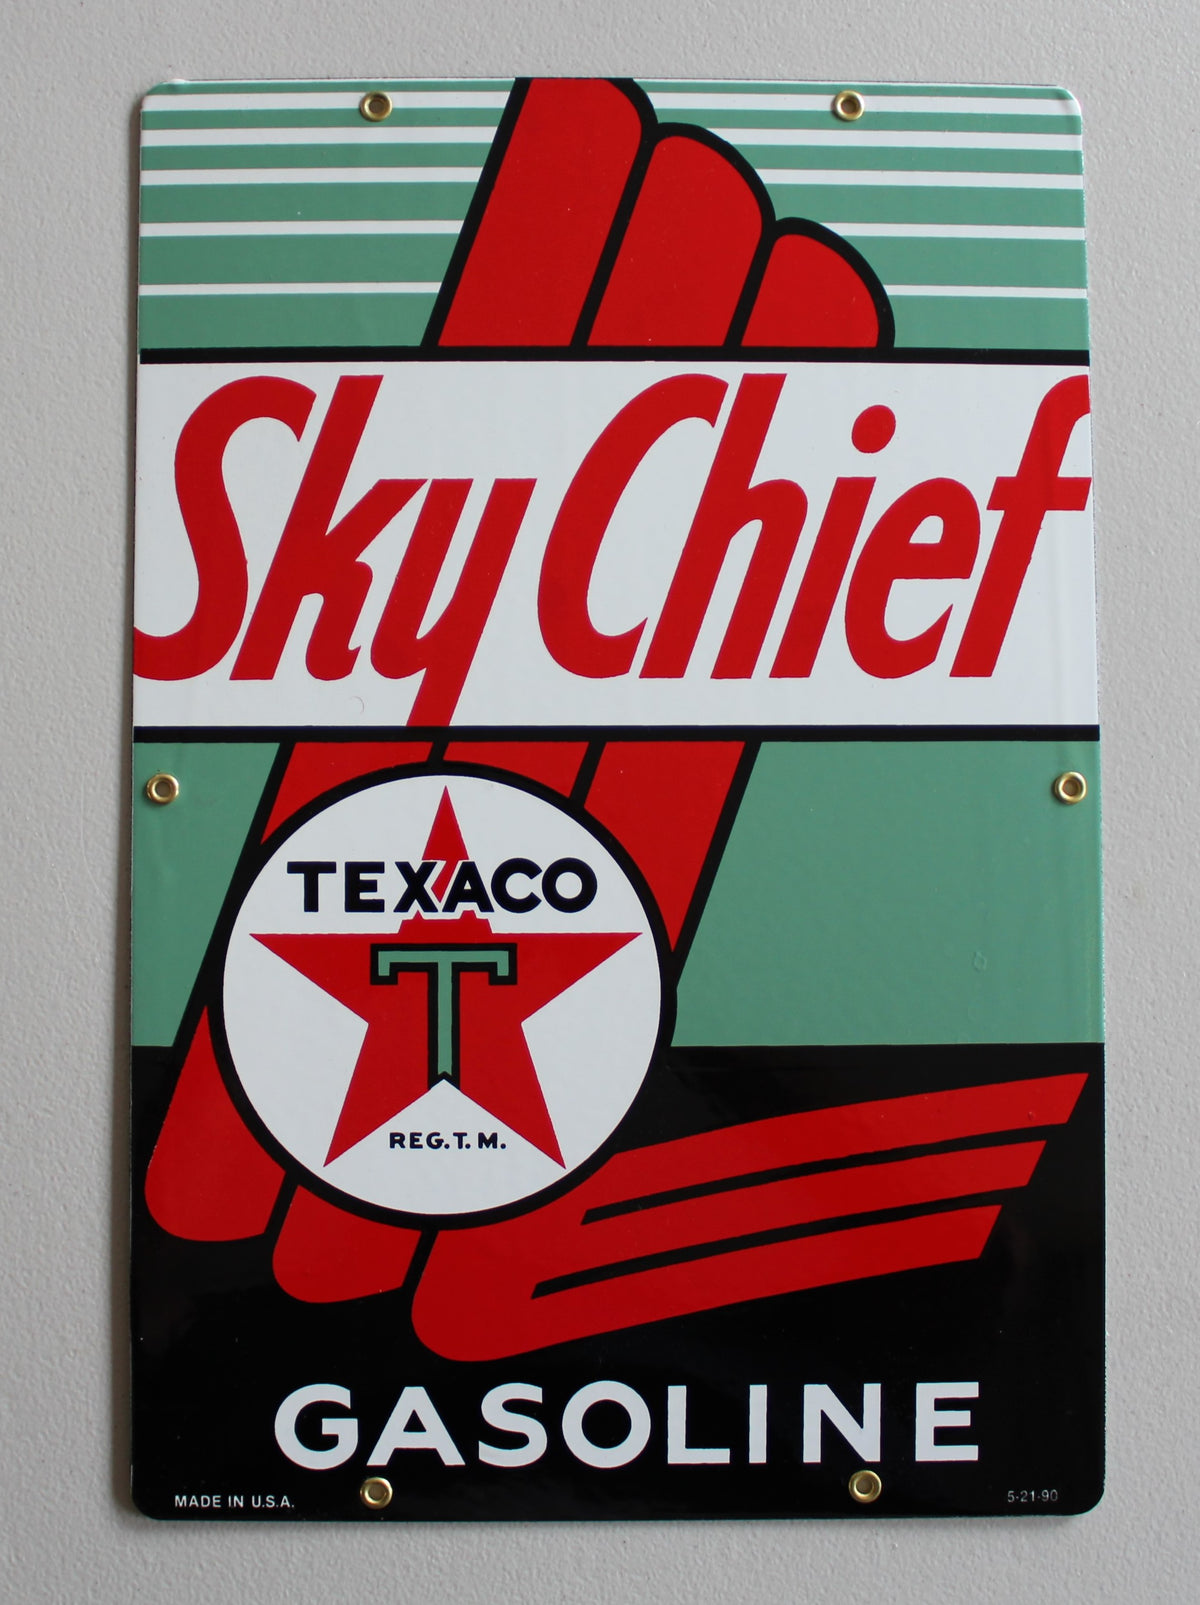 Sky Chief
TEXACO
T
REG. T. M.
GASOLINE
MADE IN U.S.A.
5-21-90